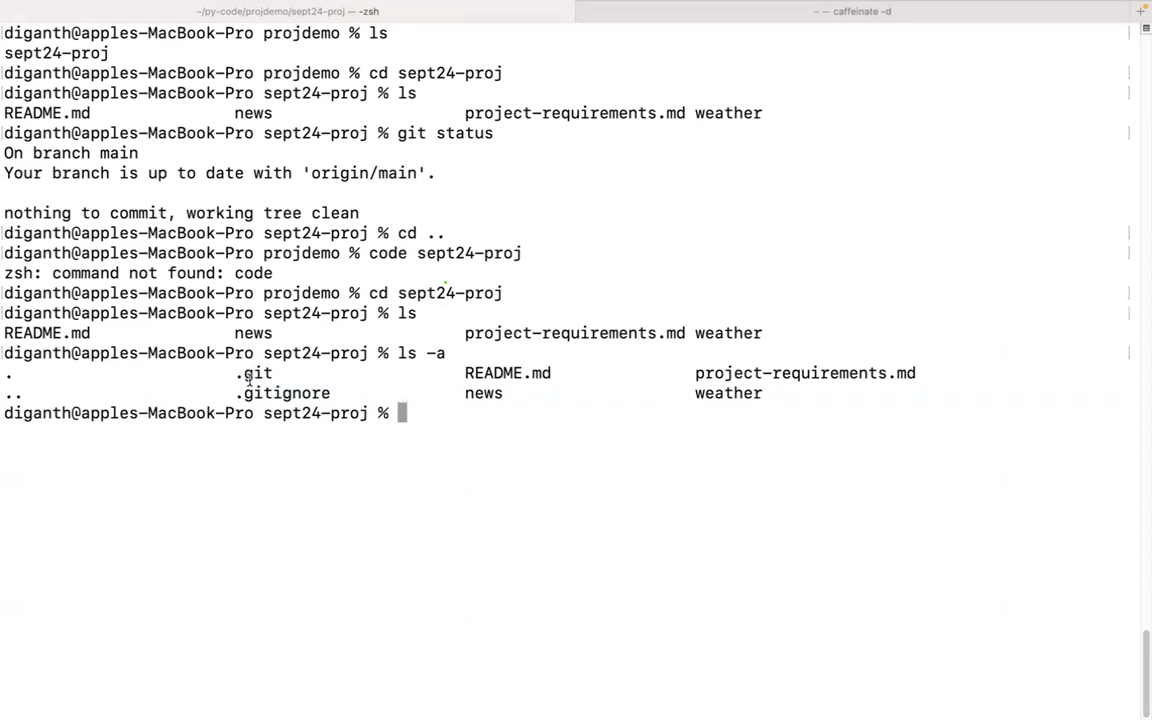 ~/py-code/projdemo/sept24-proj — -zsh
~ — caffeinate -d
diganth@apples-MacBook-Pro projdemo % ls
sept24-proj
diganth@apples-MacBook-Pro projdemo % cd sept24-proj
diganth@apples-MacBook-Pro sept24-proj % ls
README.md news project-requirements.md weather
diganth@apples-MacBook-Pro sept24-proj % git status
On branch main
Your branch is up to date with 'origin/main'.
nothing to commit, working tree clean
diganth@apples-MacBook-Pro sept24-proj % cd ..
diganth@apples-MacBook-Pro projdemo % code sept24-proj
zsh: command not found: code
diganth@apples-MacBook-Pro projdemo % cd sept24-proj
diganth@apples-MacBook-Pro sept24-proj % ls
README.md news project-requirements.md weather
diganth@apples-MacBook-Pro sept24-proj % ls -a
. .git README.md project-requirements.md
.. .gitignore news weather
diganth@apples-MacBook-Pro sept24-proj %